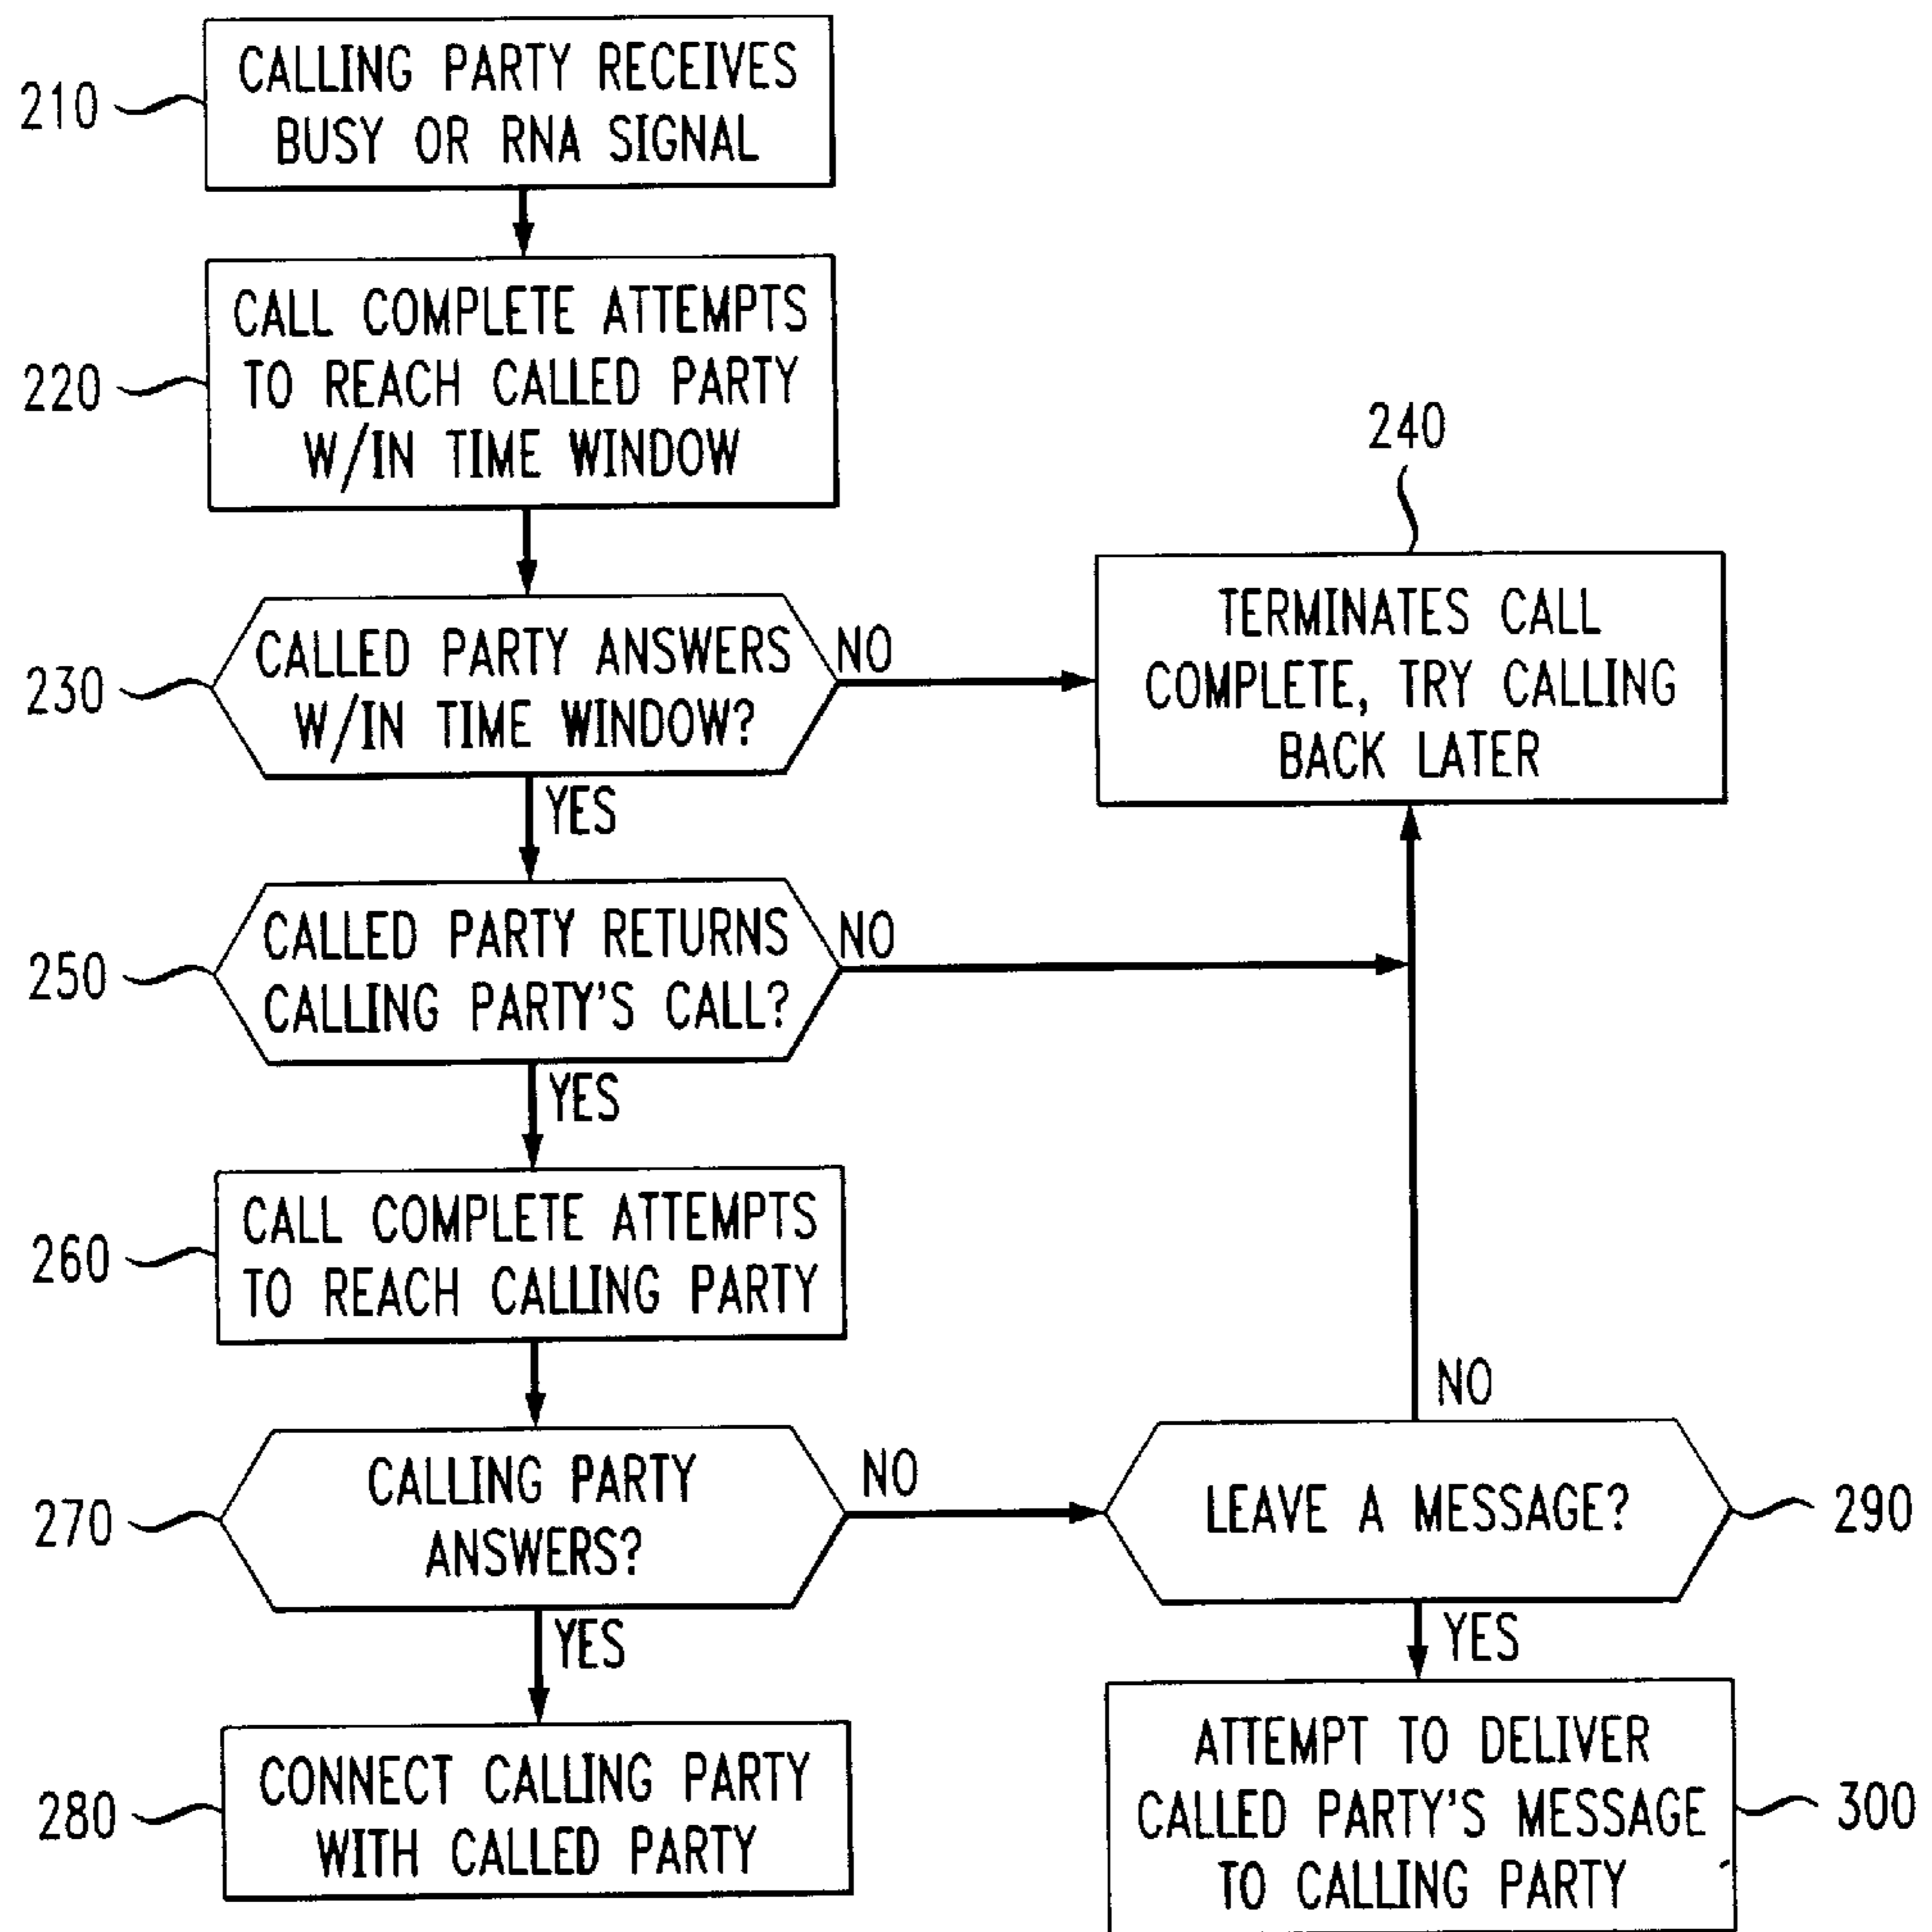 210
CALLING PARTY RECEIVES
BUSY OR RNA SIGNAL
220
CALL COMPLETE ATTEMPTS
TO REACH CALLED PARTY
W/IN TIME WINDOW
230
CALLED PARTY ANSWERS
W/IN TIME WINDOW?
NO
YES
240
TERMINATES CALL
COMPLETE, TRY CALLING
BACK LATER
250
CALLED PARTY RETURNS
CALLING PARTY'S CALL?
NO
YES
260
CALL COMPLETE ATTEMPTS
TO REACH CALLING PARTY
270
CALLING PARTY
ANSWERS?
NO
YES
290
LEAVE A MESSAGE?
NO
YES
280
CONNECT CALLING PARTY
WITH CALLED PARTY
300
ATTEMPT TO DELIVER
CALLED PARTY'S MESSAGE
TO CALLING PARTY